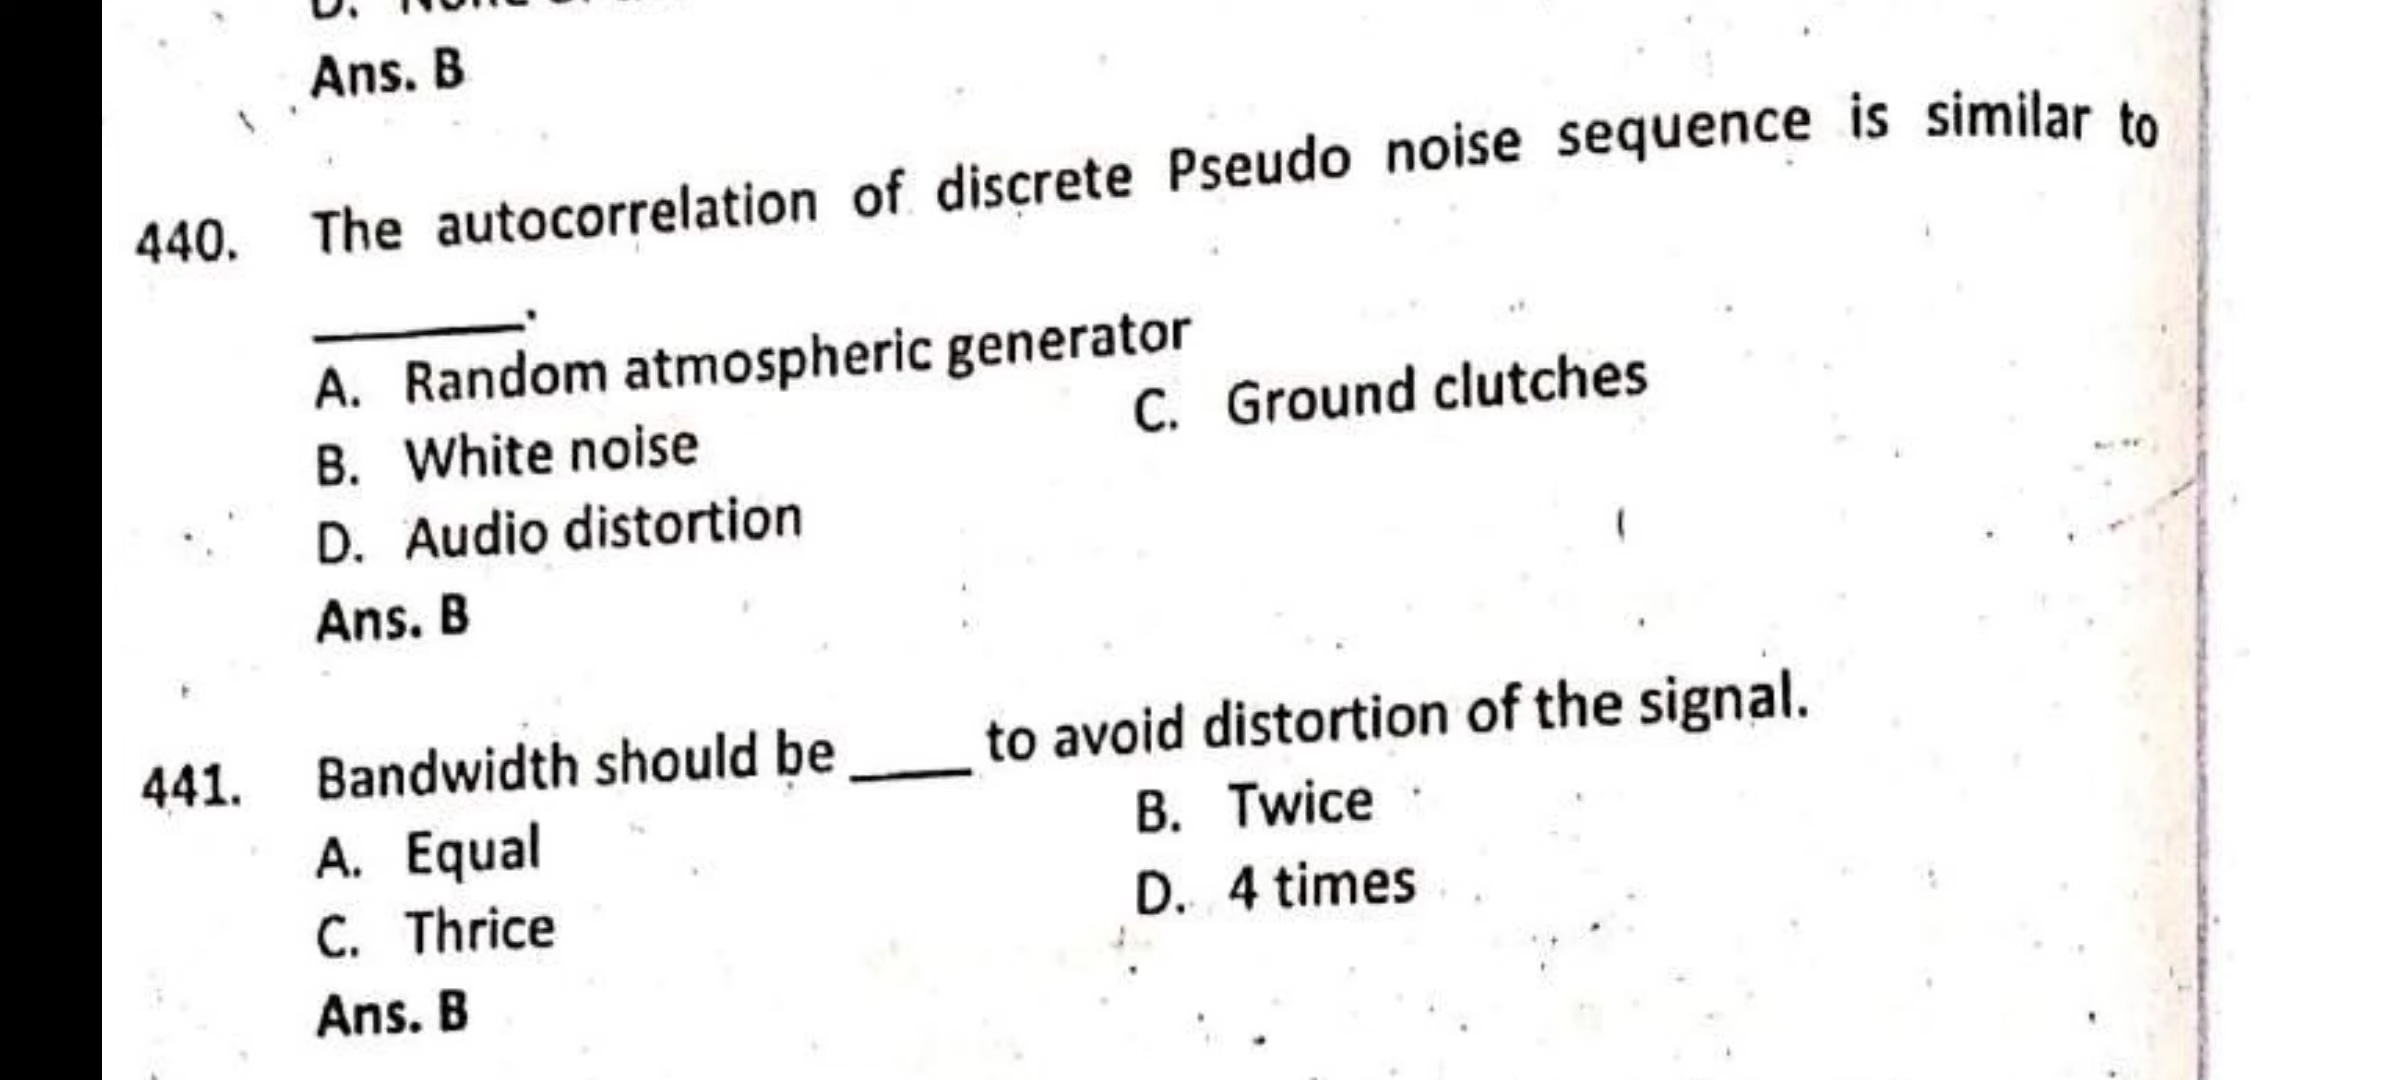 D.
Ans. B
440. The autocorrelation of discrete Pseudo noise sequence is similar to
______.
A. Random atmospheric generator
C. Ground clutches
B. White noise
D. Audio distortion
Ans. B
441. Bandwidth should be ____ to avoid distortion of the signal.
A. Equal B. Twice
C. Thrice D. 4 times
Ans. B